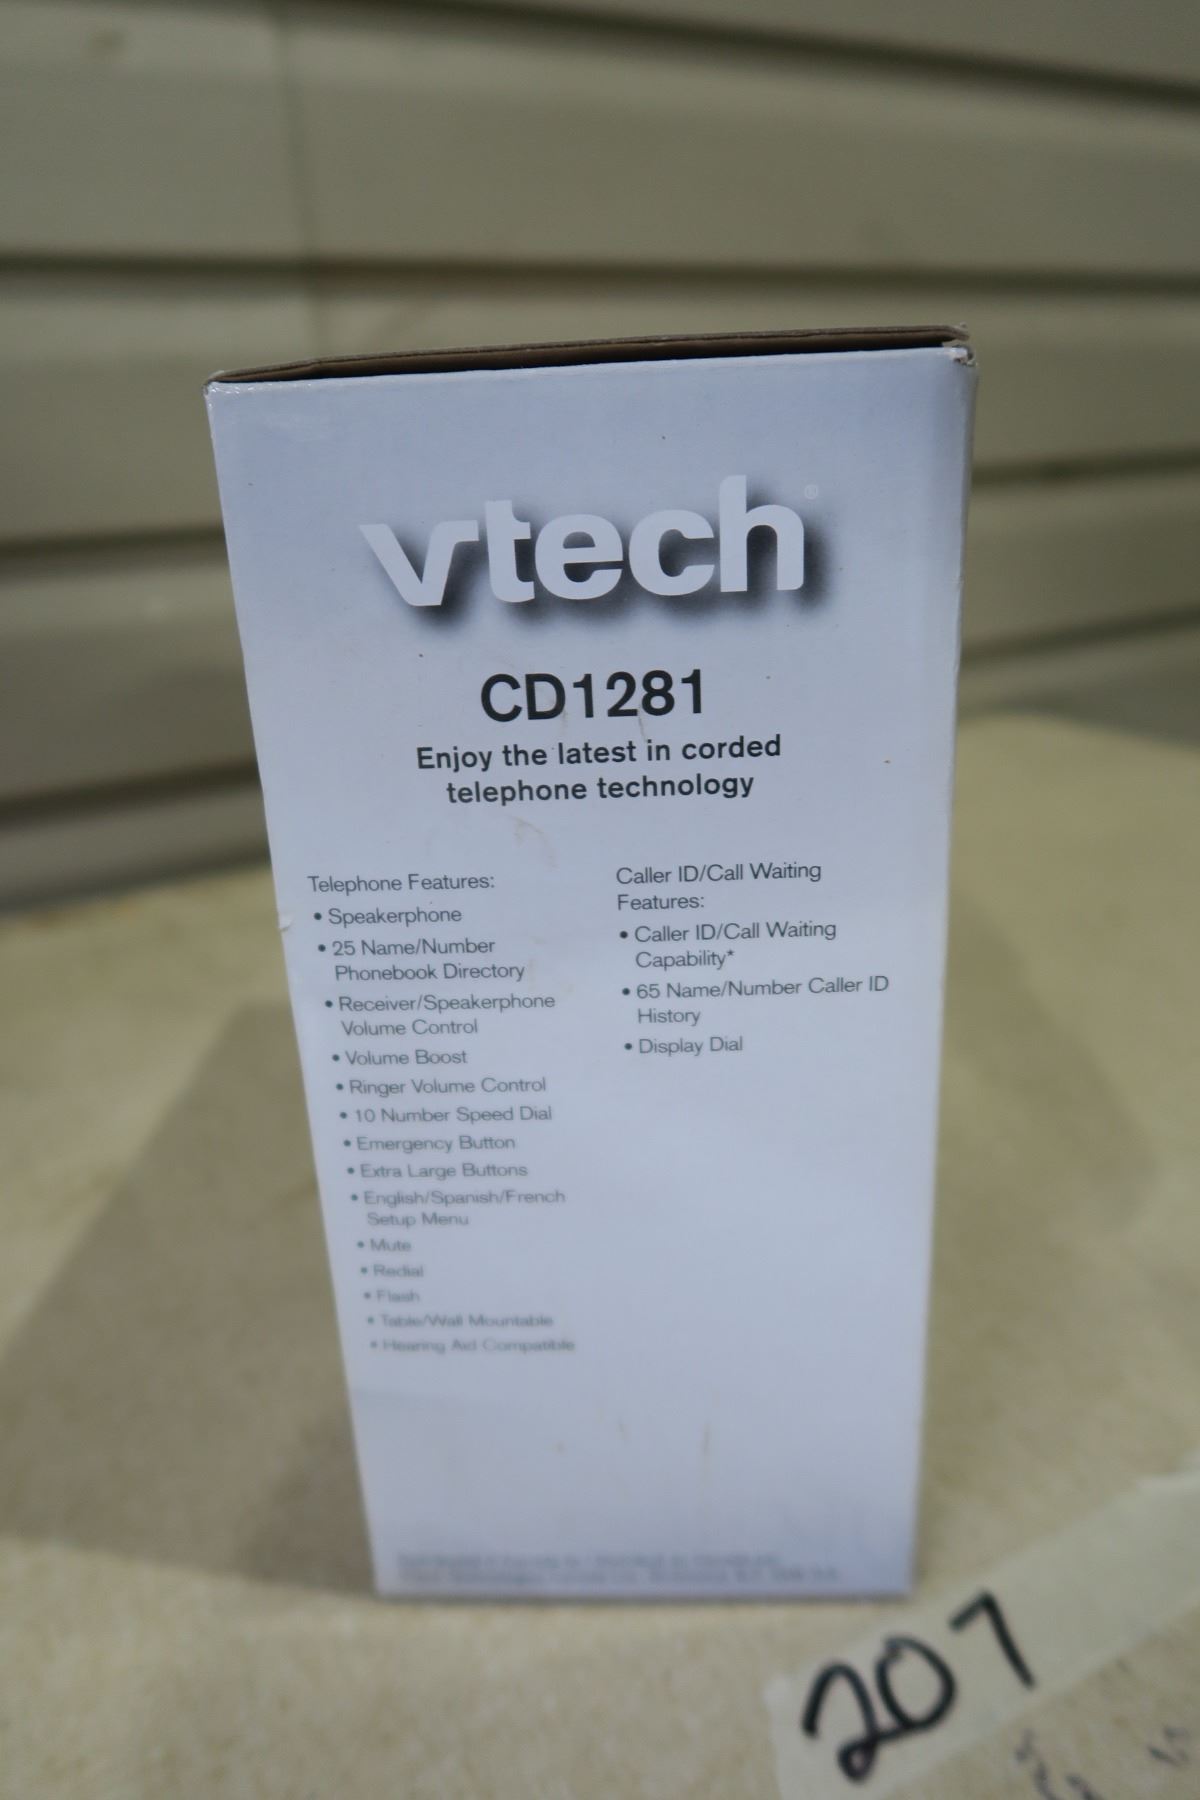 vtech®
CD1281
Enjoy the latest in corded
telephone technology
Telephone Features:
• Speakerphone
• 25 Name/Number
Phonebook Directory
• Receiver/Speakerphone
Volume Control
• Volume Boost
• Ringer Volume Control
• 10 Number Speed Dial
• Emergency Button
• Extra Large Buttons
• English/Spanish/French
Setup Menu
• Mute
• Redial
• Flash
• Table/Wall Mountable
• Hearing Aid Compatible
Caller ID/Call Waiting
Features:
• Caller ID/Call Waiting
Capability*
• 65 Name/Number Caller ID
History
• Display Dial
207